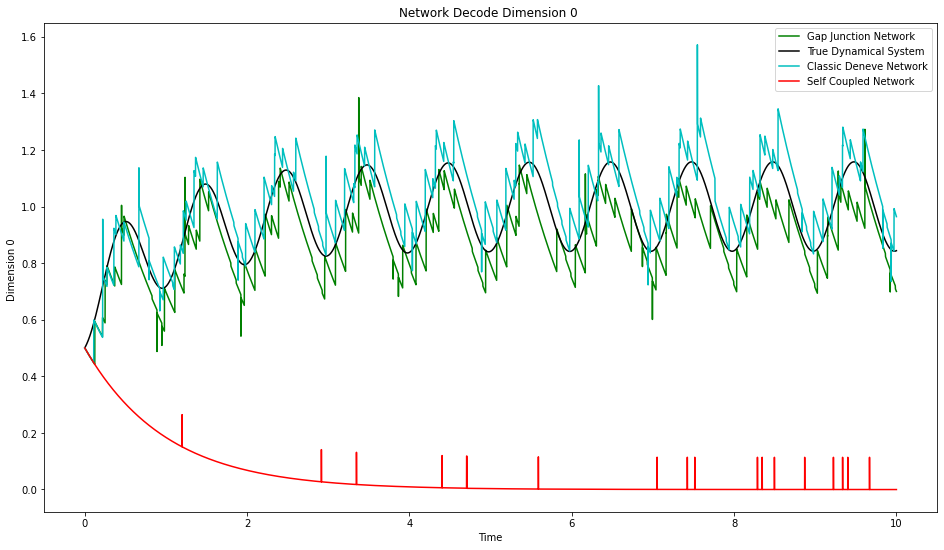 Network Decode Dimension 0
Gap Junction Network
True Dynamical System
Classic Deneve Network
Self Coupled Network
Dimension 0
1.6
1.4
1.2
1.0
0.8
0.6
0.4
0.2
0.0
0 2 4 6 8 10
Time